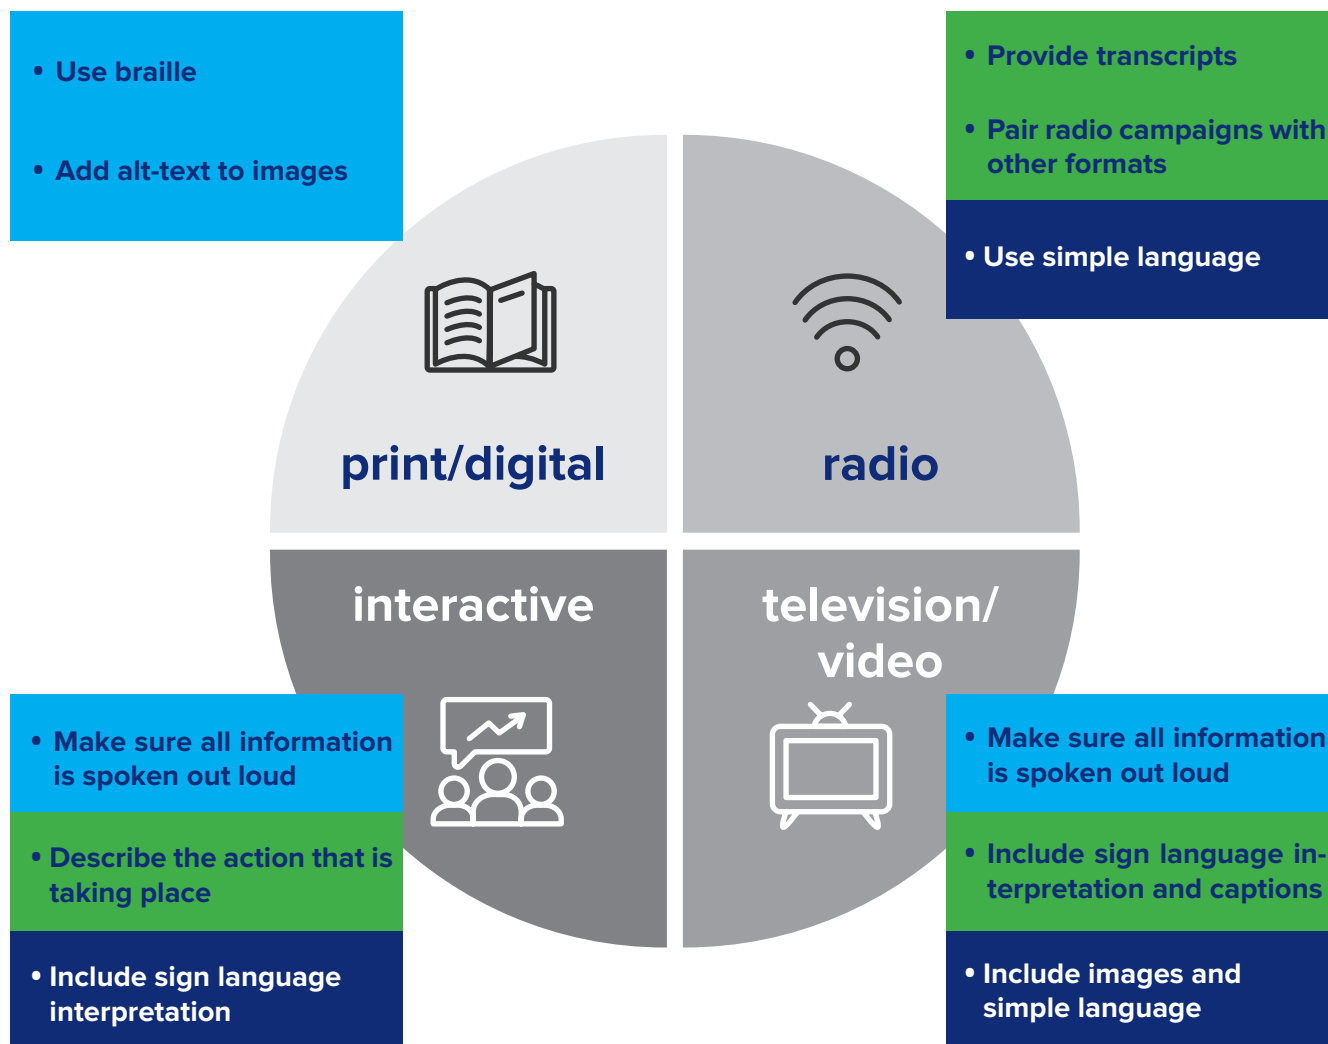 • Use braille
• Add alt-text to images
• Provide transcripts
• Pair radio campaigns with
other formats
• Use simple language
print/digital
radio
interactive
television/
video
• Make sure all information
is spoken out loud
• Describe the action that is
taking place
• Include sign language
interpretation
• Make sure all information
is spoken out loud
• Include sign language in-
terpretation and captions
• Include images and
simple language